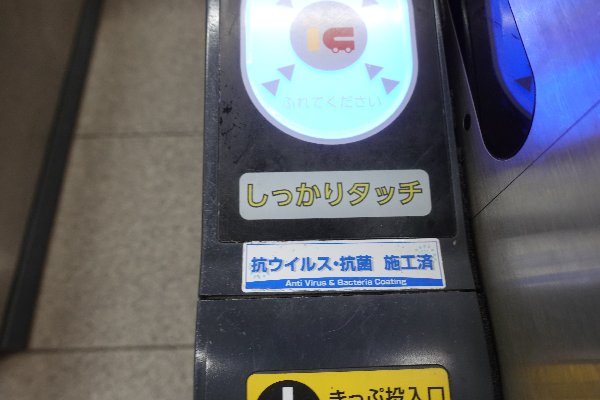 IC
ふれてください
しっかりタッチ
抗ウイルス・抗菌 施工済
Anti Virus & Bacteria Coating
きっぷ投入口